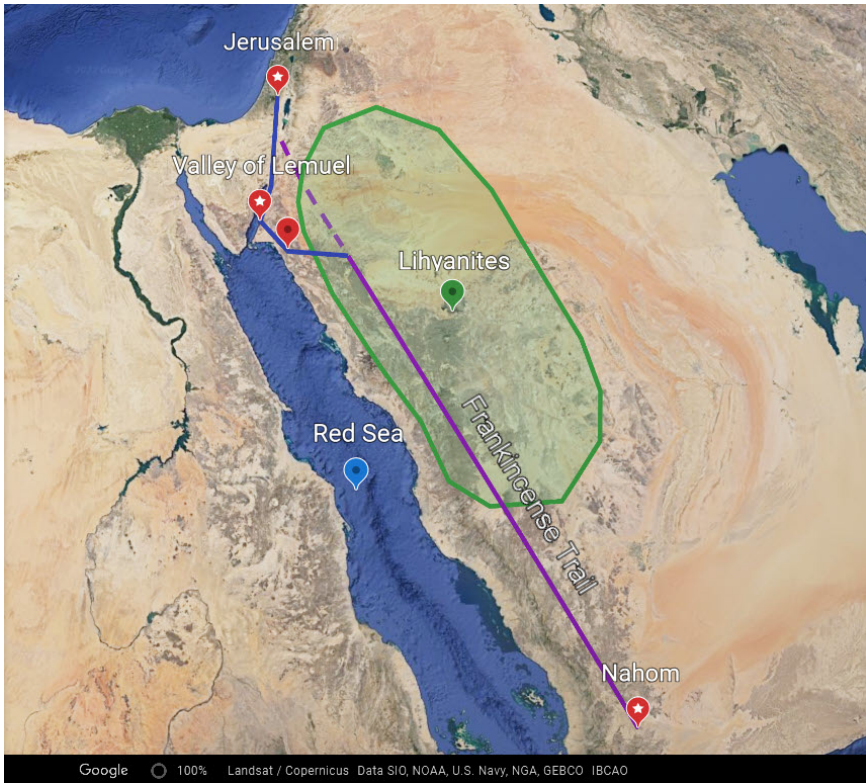 Jerusalem
Valley of Lemuel
Lihyanites
Frankincense Trail
Red Sea
Nahom
Google 100% Landsat / Copernicus Data SIO, NOAA, U.S. Navy, NGA, GEBCO IBCAO